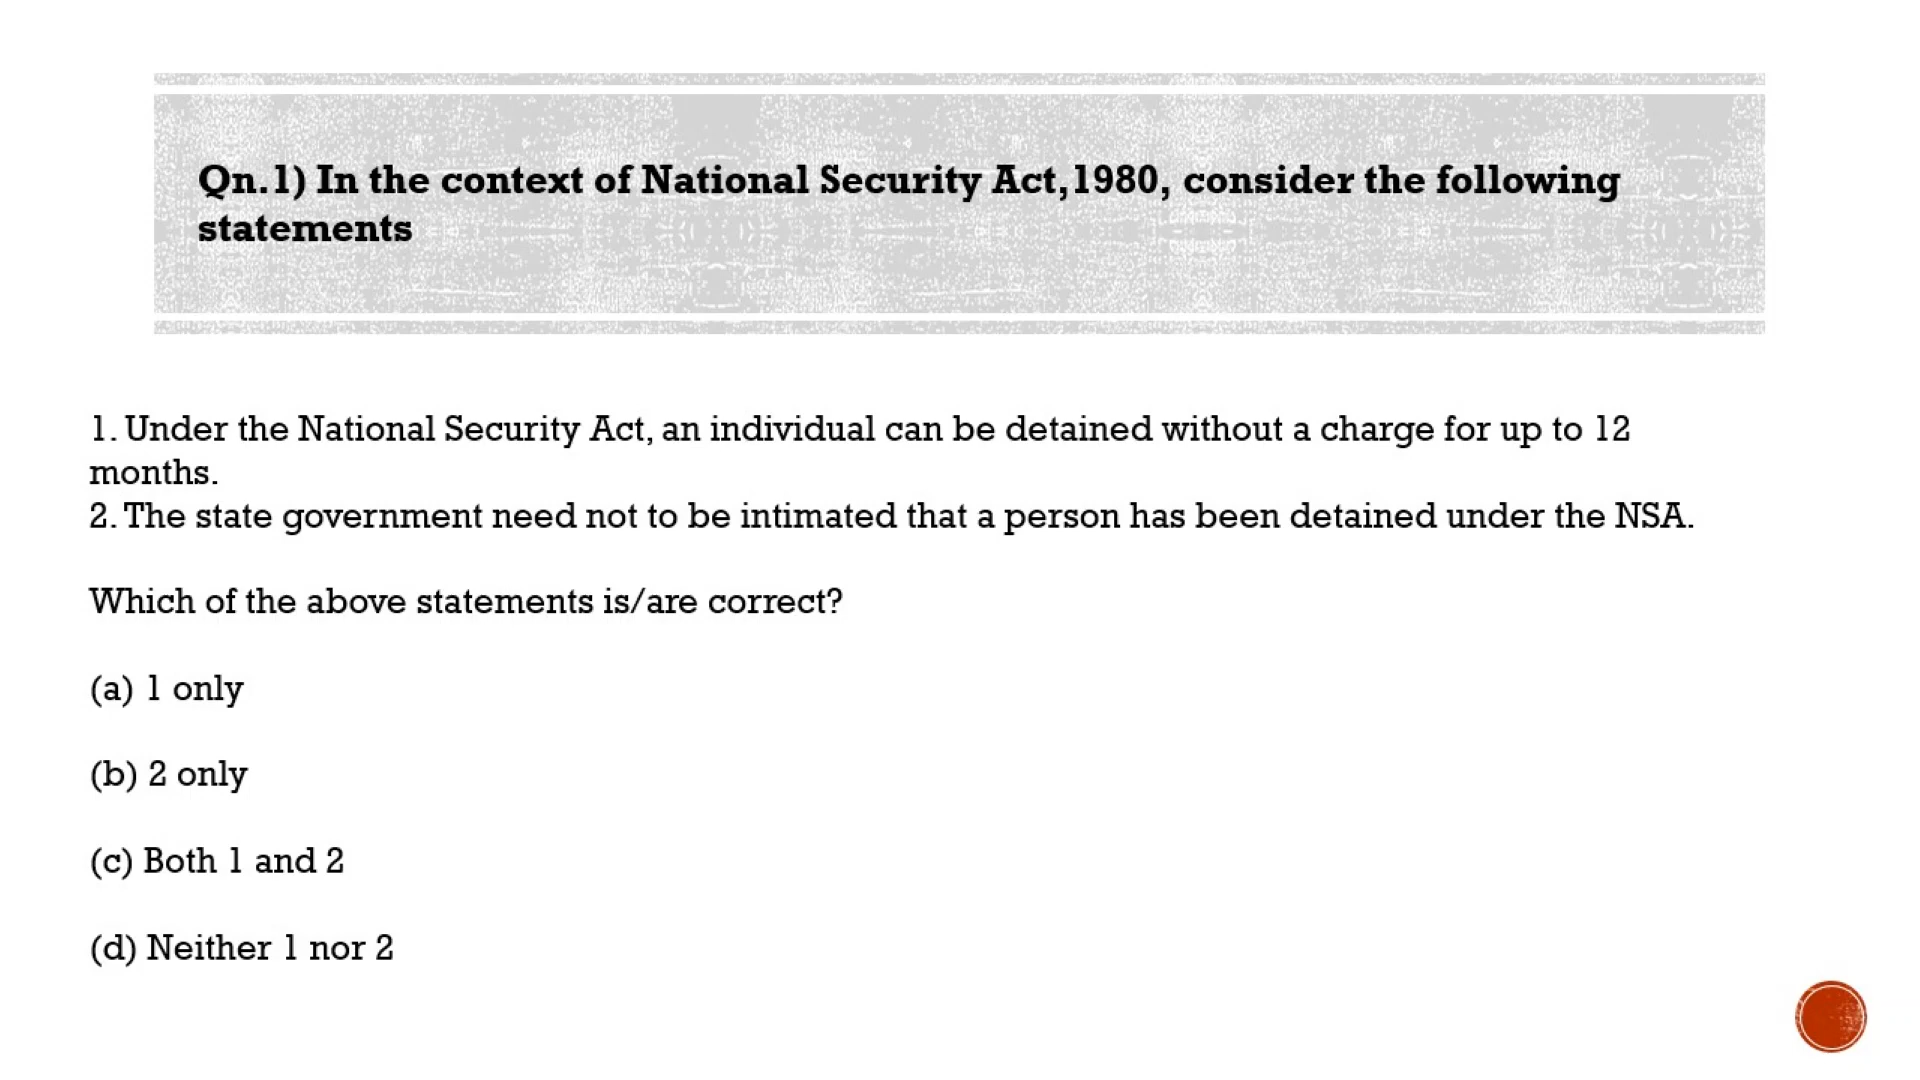 Qn.1) In the context of National Security Act,1980, consider the following
statements
1. Under the National Security Act, an individual can be detained without a charge for up to 12
months.
2. The state government need not to be intimated that a person has been detained under the NSA.
Which of the above statements is/are correct?
(a) 1 only
(b) 2 only
(c) Both 1 and 2
(d) Neither 1 nor 2